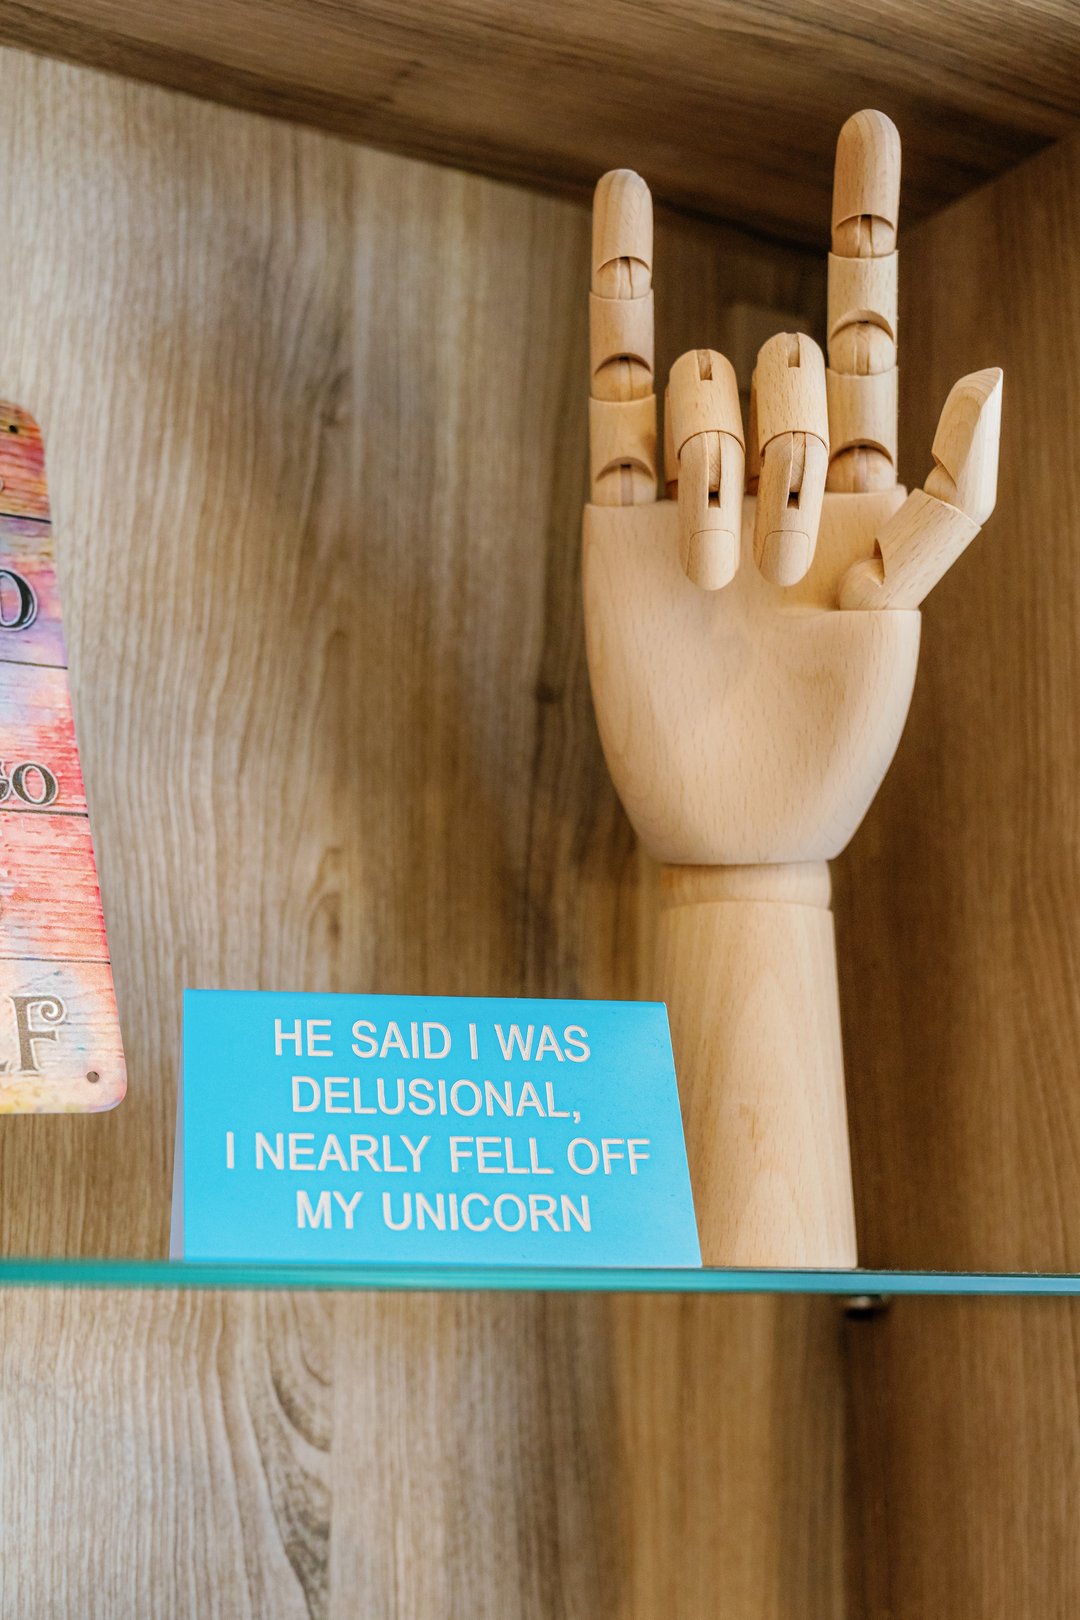 HE SAID I WAS
DELUSIONAL,
I NEARLY FELL OFF
MY UNICORN